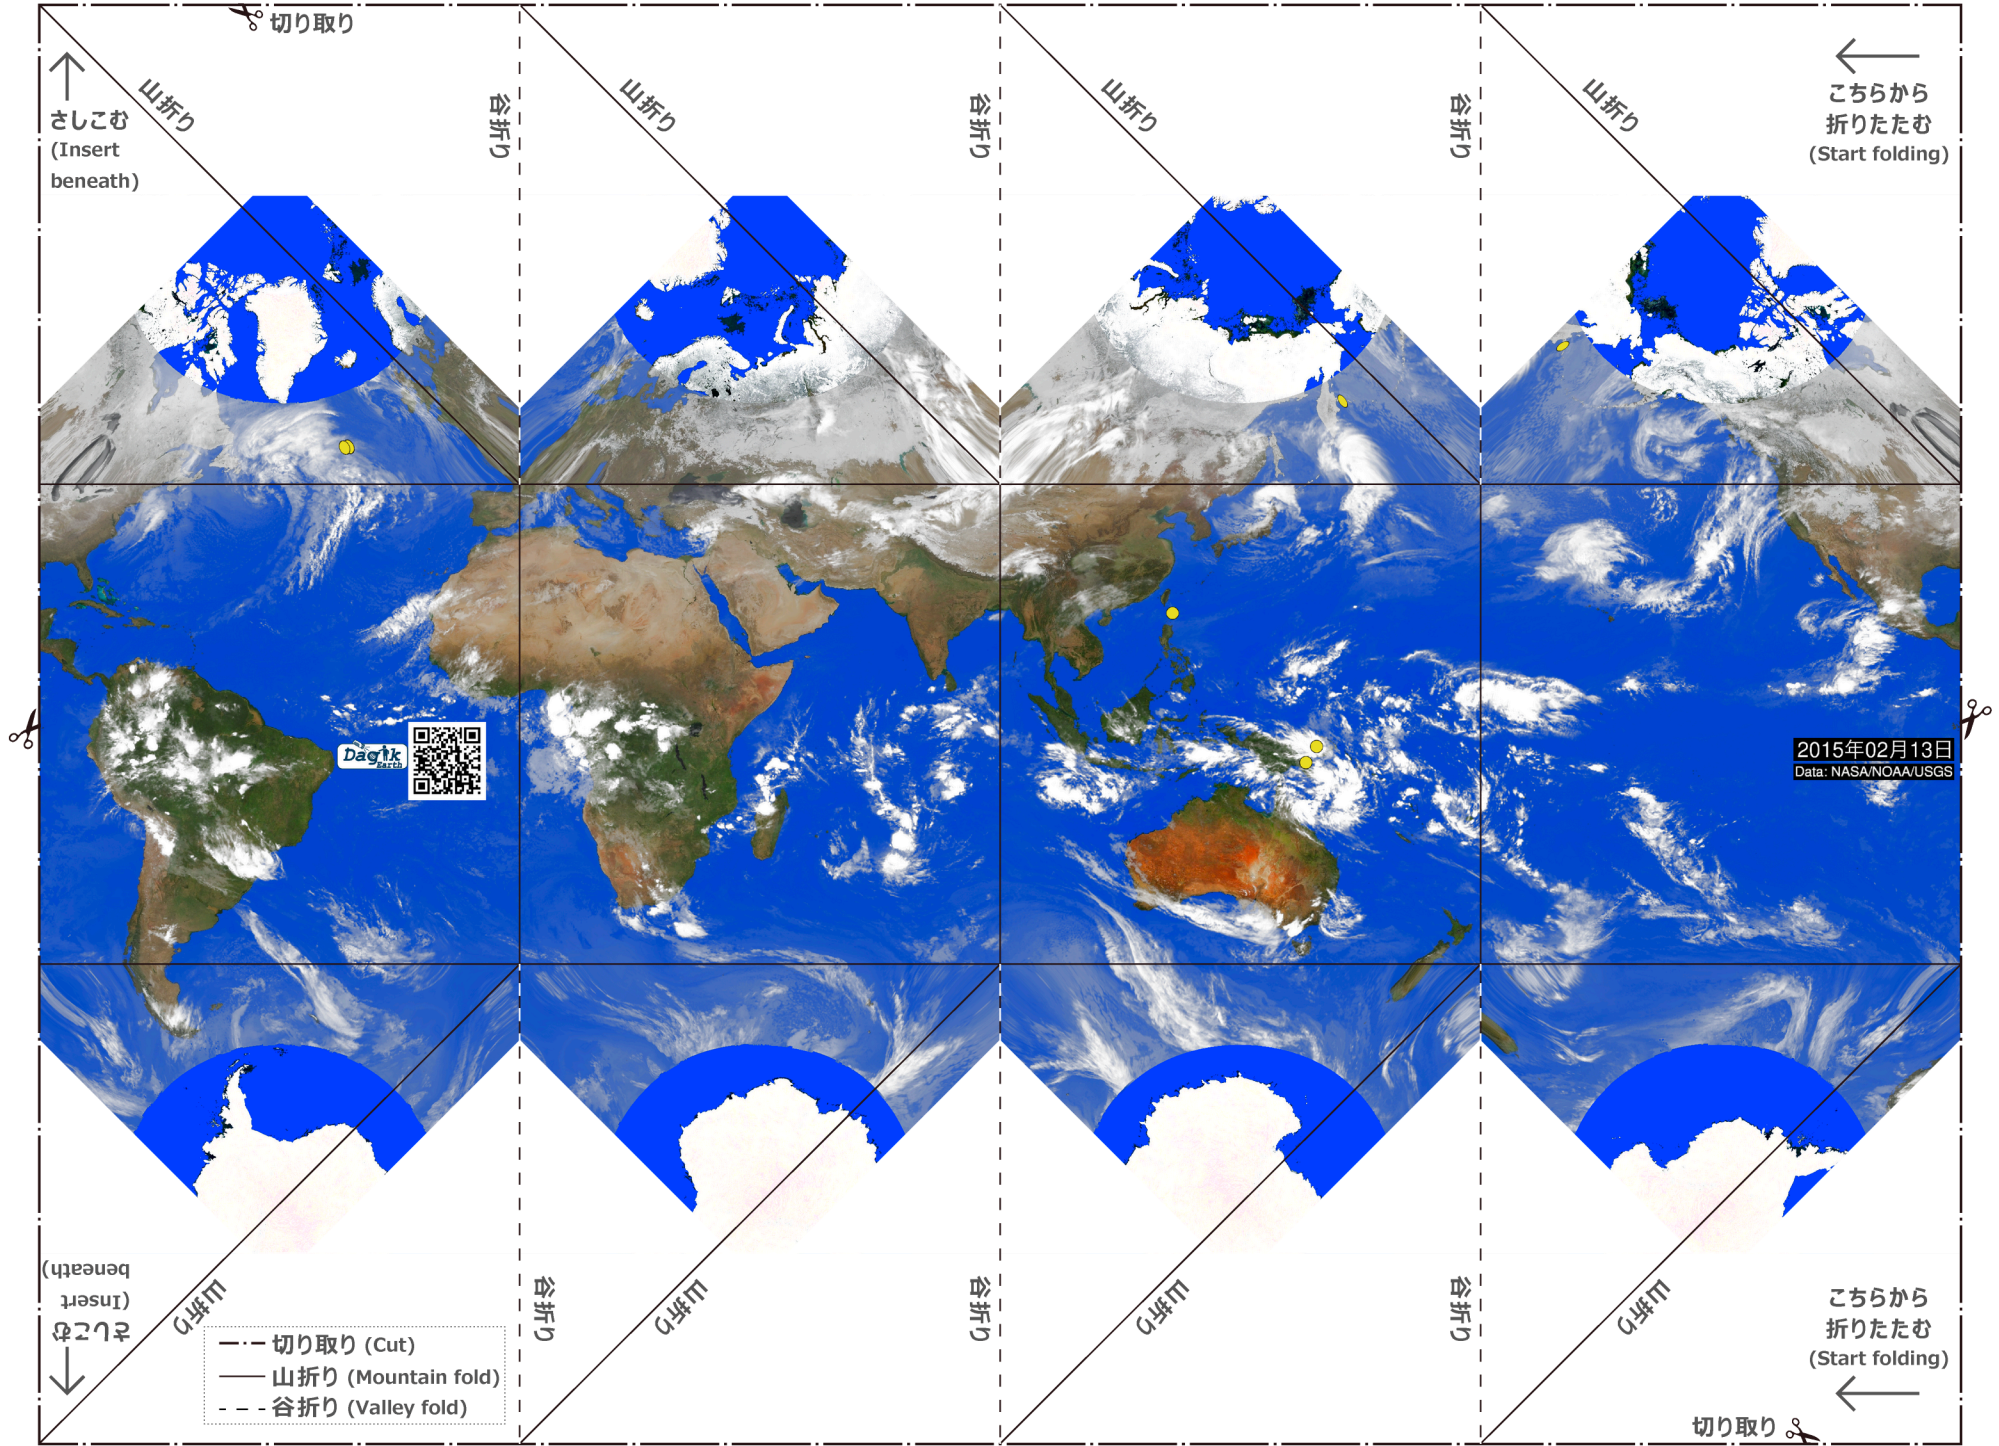 切り取り
さしこむ
(Insert
beneath)
山折り
谷折り
山折り
谷折り
山折り
谷折り
山折り
こちらから
折りたたむ
(Start folding)
Dagik
Earth
2015年02月13日
Data: NASA/NOAA/USGS
さしこむ
(Insert
beneath)
山折り
谷折り
山折り
谷折り
山折り
谷折り
山折り
こちらから
折りたたむ
(Start folding)
切り取り (Cut)
山折り (Mountain fold)
谷折り (Valley fold)
切り取り